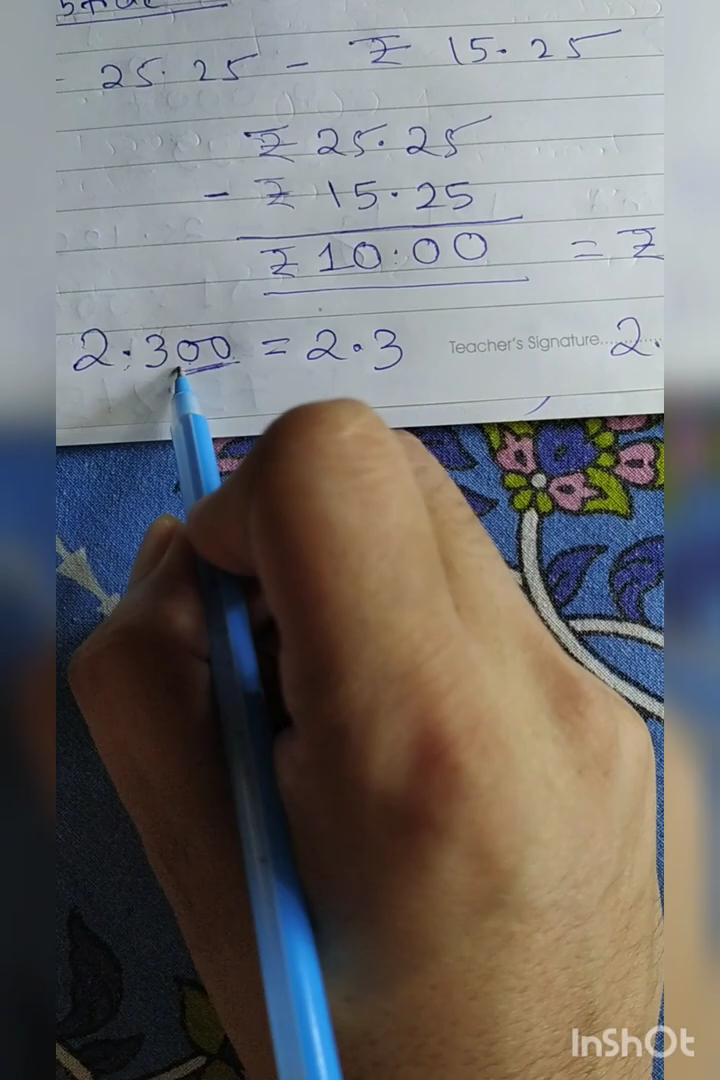 - 25.25 - ₹ 15.25
₹ 25.25
- ₹ 15.25
₹ 10.00 = ₹
2.300 = 2.3 Teacher's Signature........... 2.
InShOt